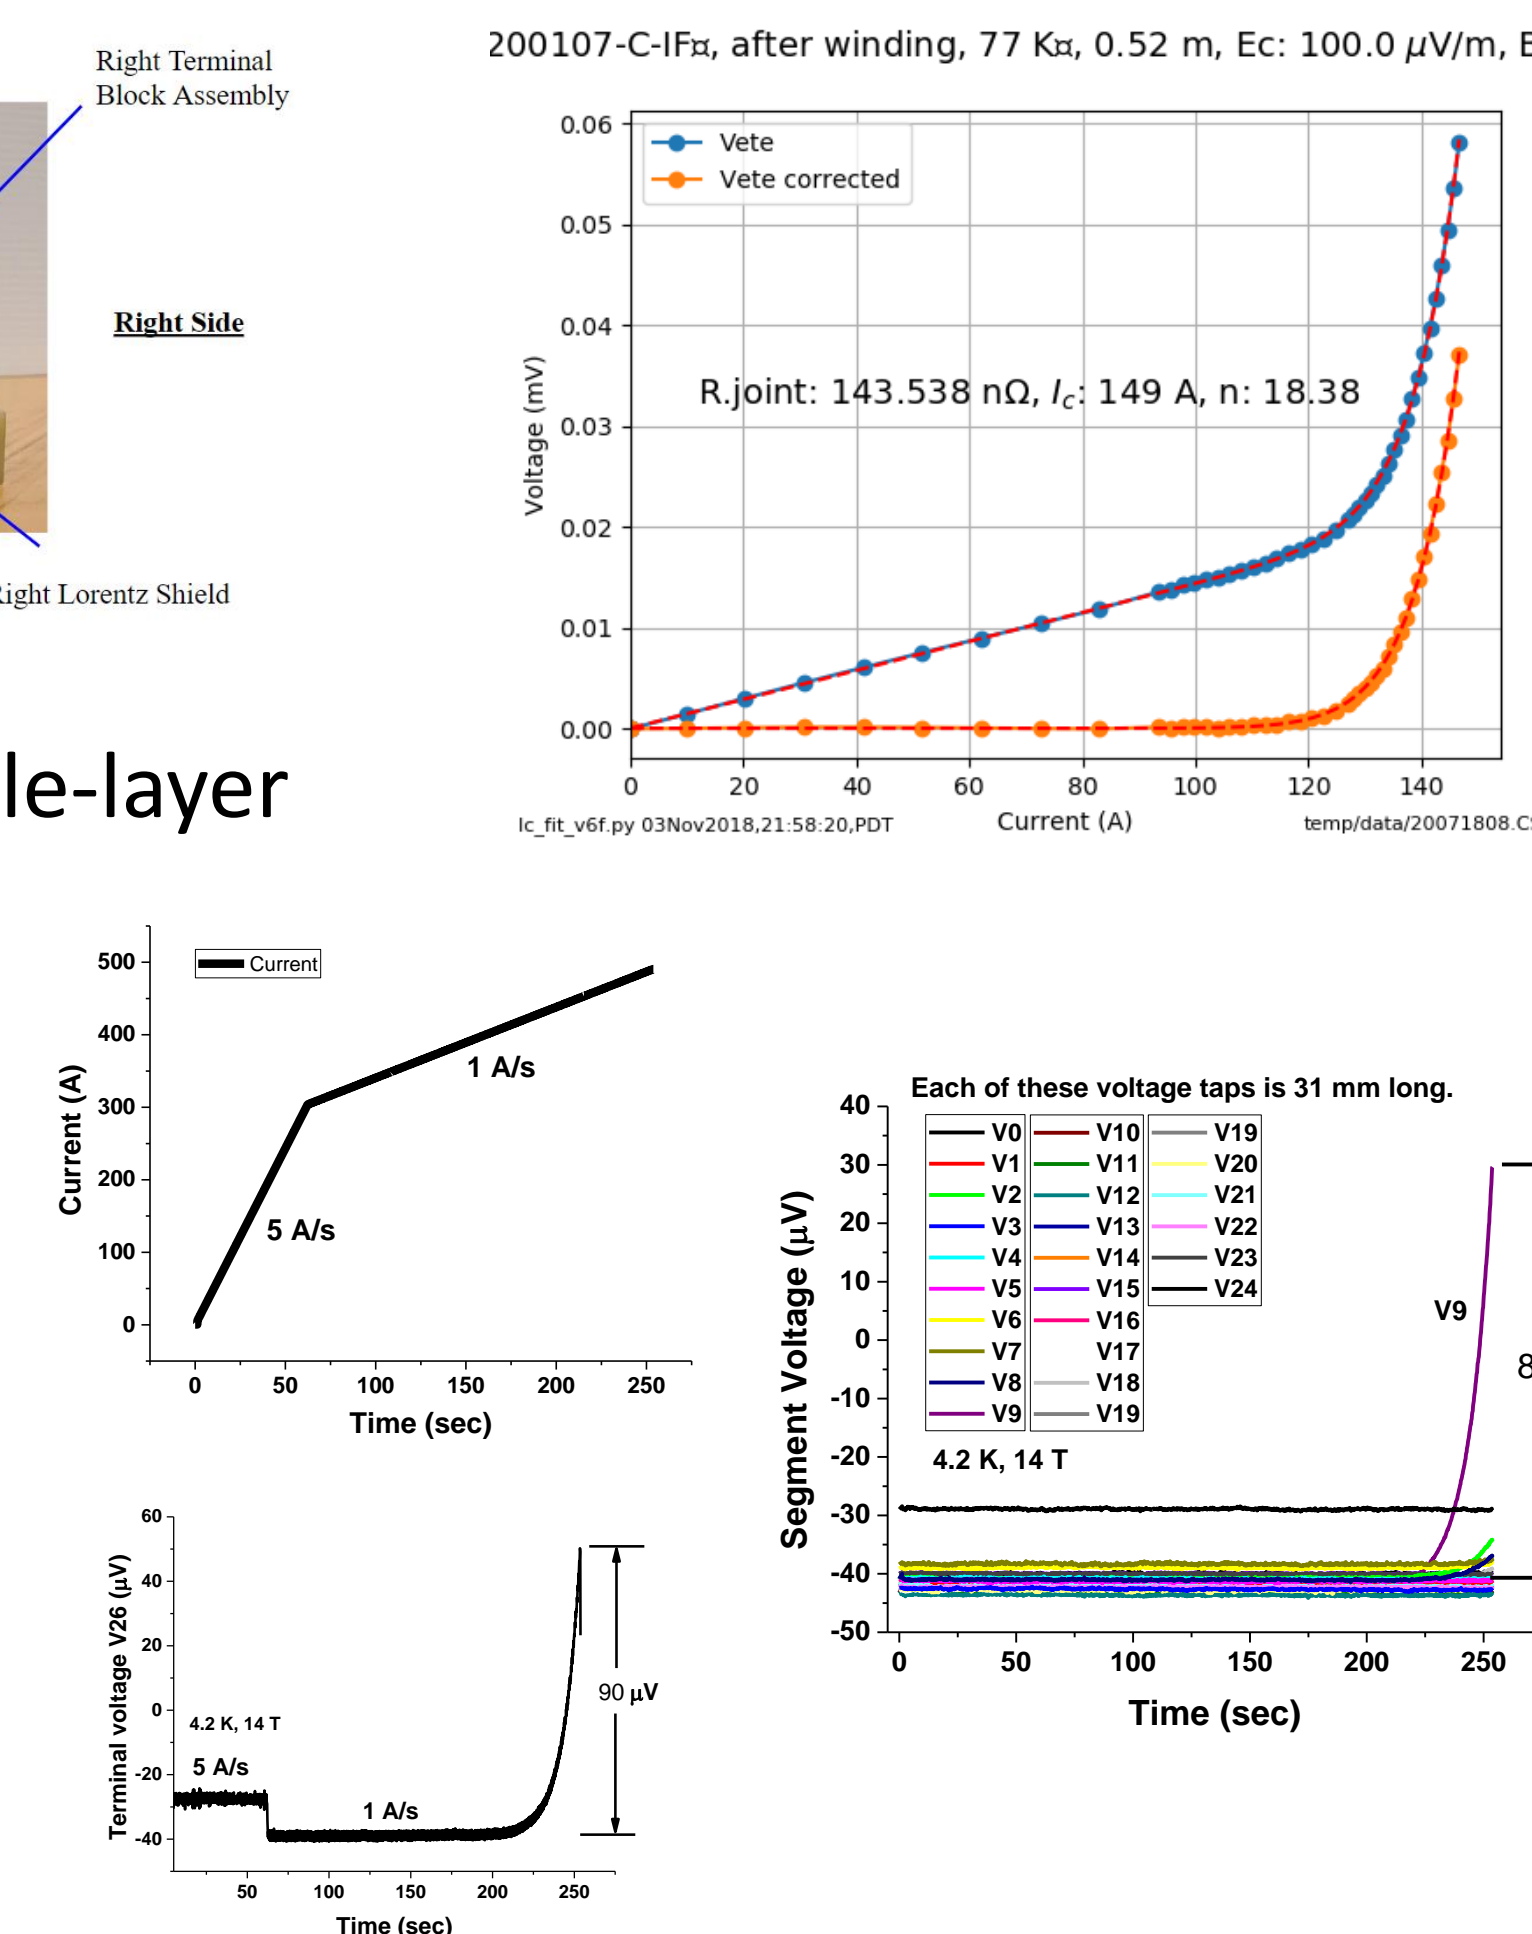 Right Terminal
Block Assembly
Right Side
Right Lorentz Shield
le-layer
200107-C-IF¤, after winding, 77 K¤, 0.52 m, Ec: 100.0 μV/m, E
Vete
Vete corrected
R.joint: 143.538 nΩ, Ic: 149 A, n: 18.38
Voltage (mV)
0.06
0.05
0.04
0.03
0.02
0.01
0.00
0 20 40 60 80 100 120 140
Current (A)
Ic_fit_v6f.py 03Nov2018,21:58:20,PDT
temp/data/20071808.CS
Current
Current (A)
500
400
300
200
100
0
1 A/s
5 A/s
0 50 100 150 200 250
Time (sec)
Each of these voltage taps is 31 mm long.
Segment Voltage (μV)
40
30
20
10
0
-10
-20
-30
-40
-50
V0 V10 V19
V1 V11 V20
V2 V12 V21
V3 V13 V22
V4 V14 V23
V5 V15 V24
V6 V16
V7 V17
V8 V18
V9 V19
V9
8
4.2 K, 14 T
0 50 100 150 200 250
Time (sec)
Terminal voltage V26 (μV)
60
40
20
0
-20
-40
4.2 K, 14 T
5 A/s
1 A/s
90 μV
50 100 150 200 250
Time (sec)